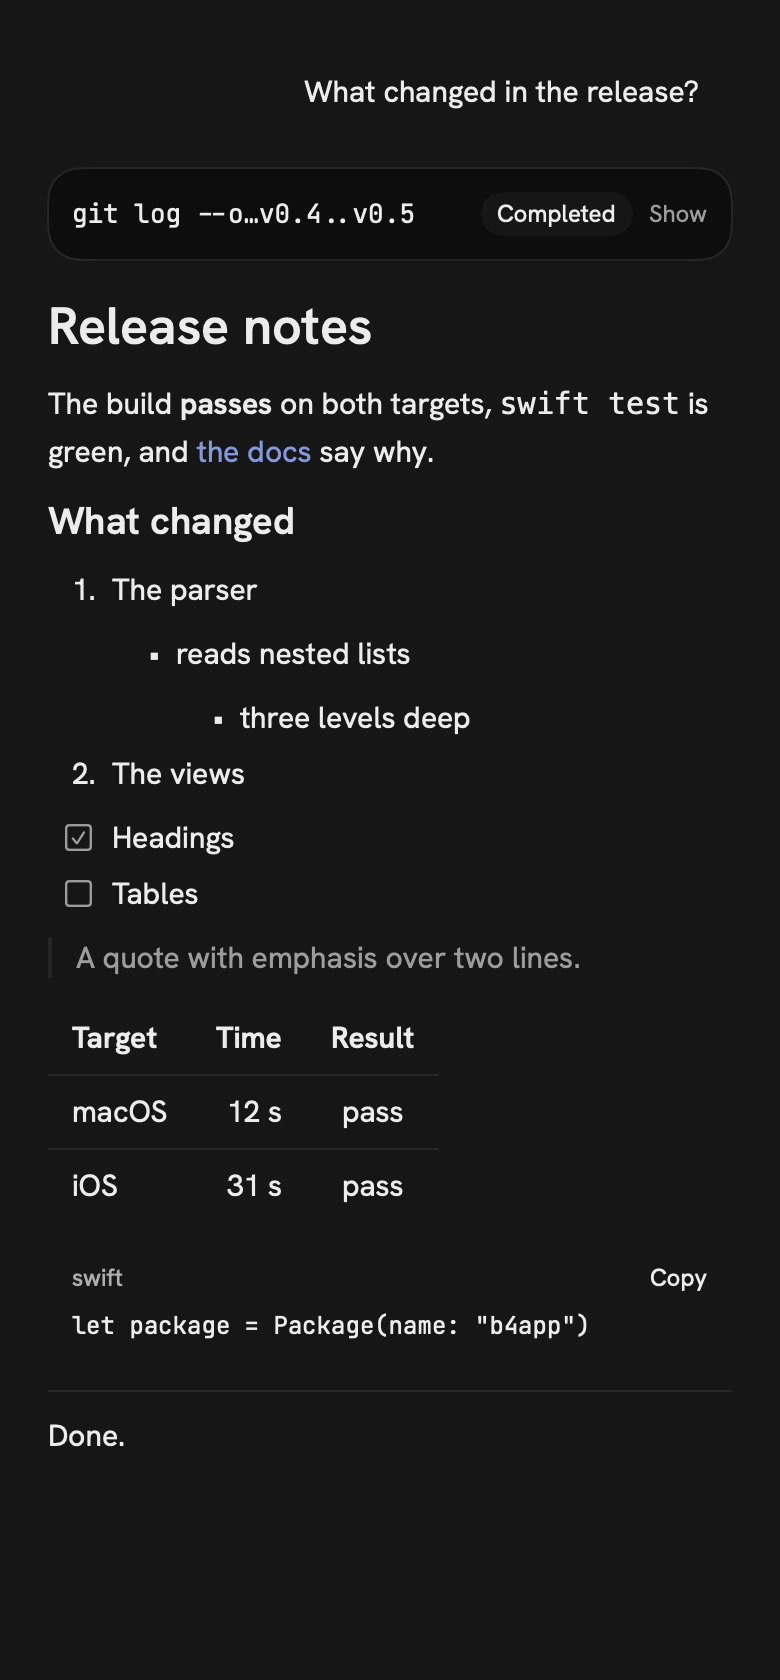 What changed in the release?
git log --o…v0.4..v0.5 Completed Show
Release notes
The build passes on both targets, swift test is
green, and the docs say why.
What changed
1. The parser
▪ reads nested lists
▪ three levels deep
2. The views
Headings
Tables
A quote with emphasis over two lines.
Target Time Result
macOS 12 s pass
iOS 31 s pass
swift Copy
let package = Package(name: "b4app")
Done.